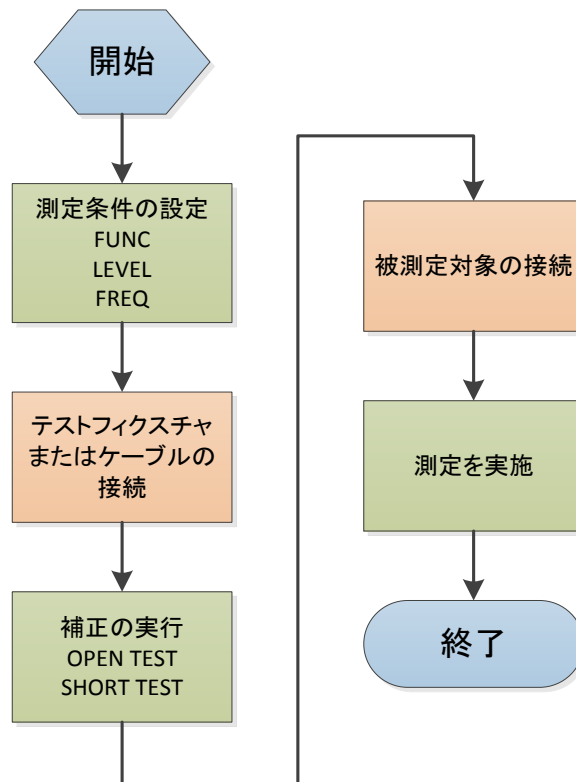 開始
測定条件の設定
FUNC
LEVEL
FREQ
テストフィクスチャ
またはケーブルの
接続
補正の実行
OPEN TEST
SHORT TEST
被測定対象の接続
測定を実施
終了